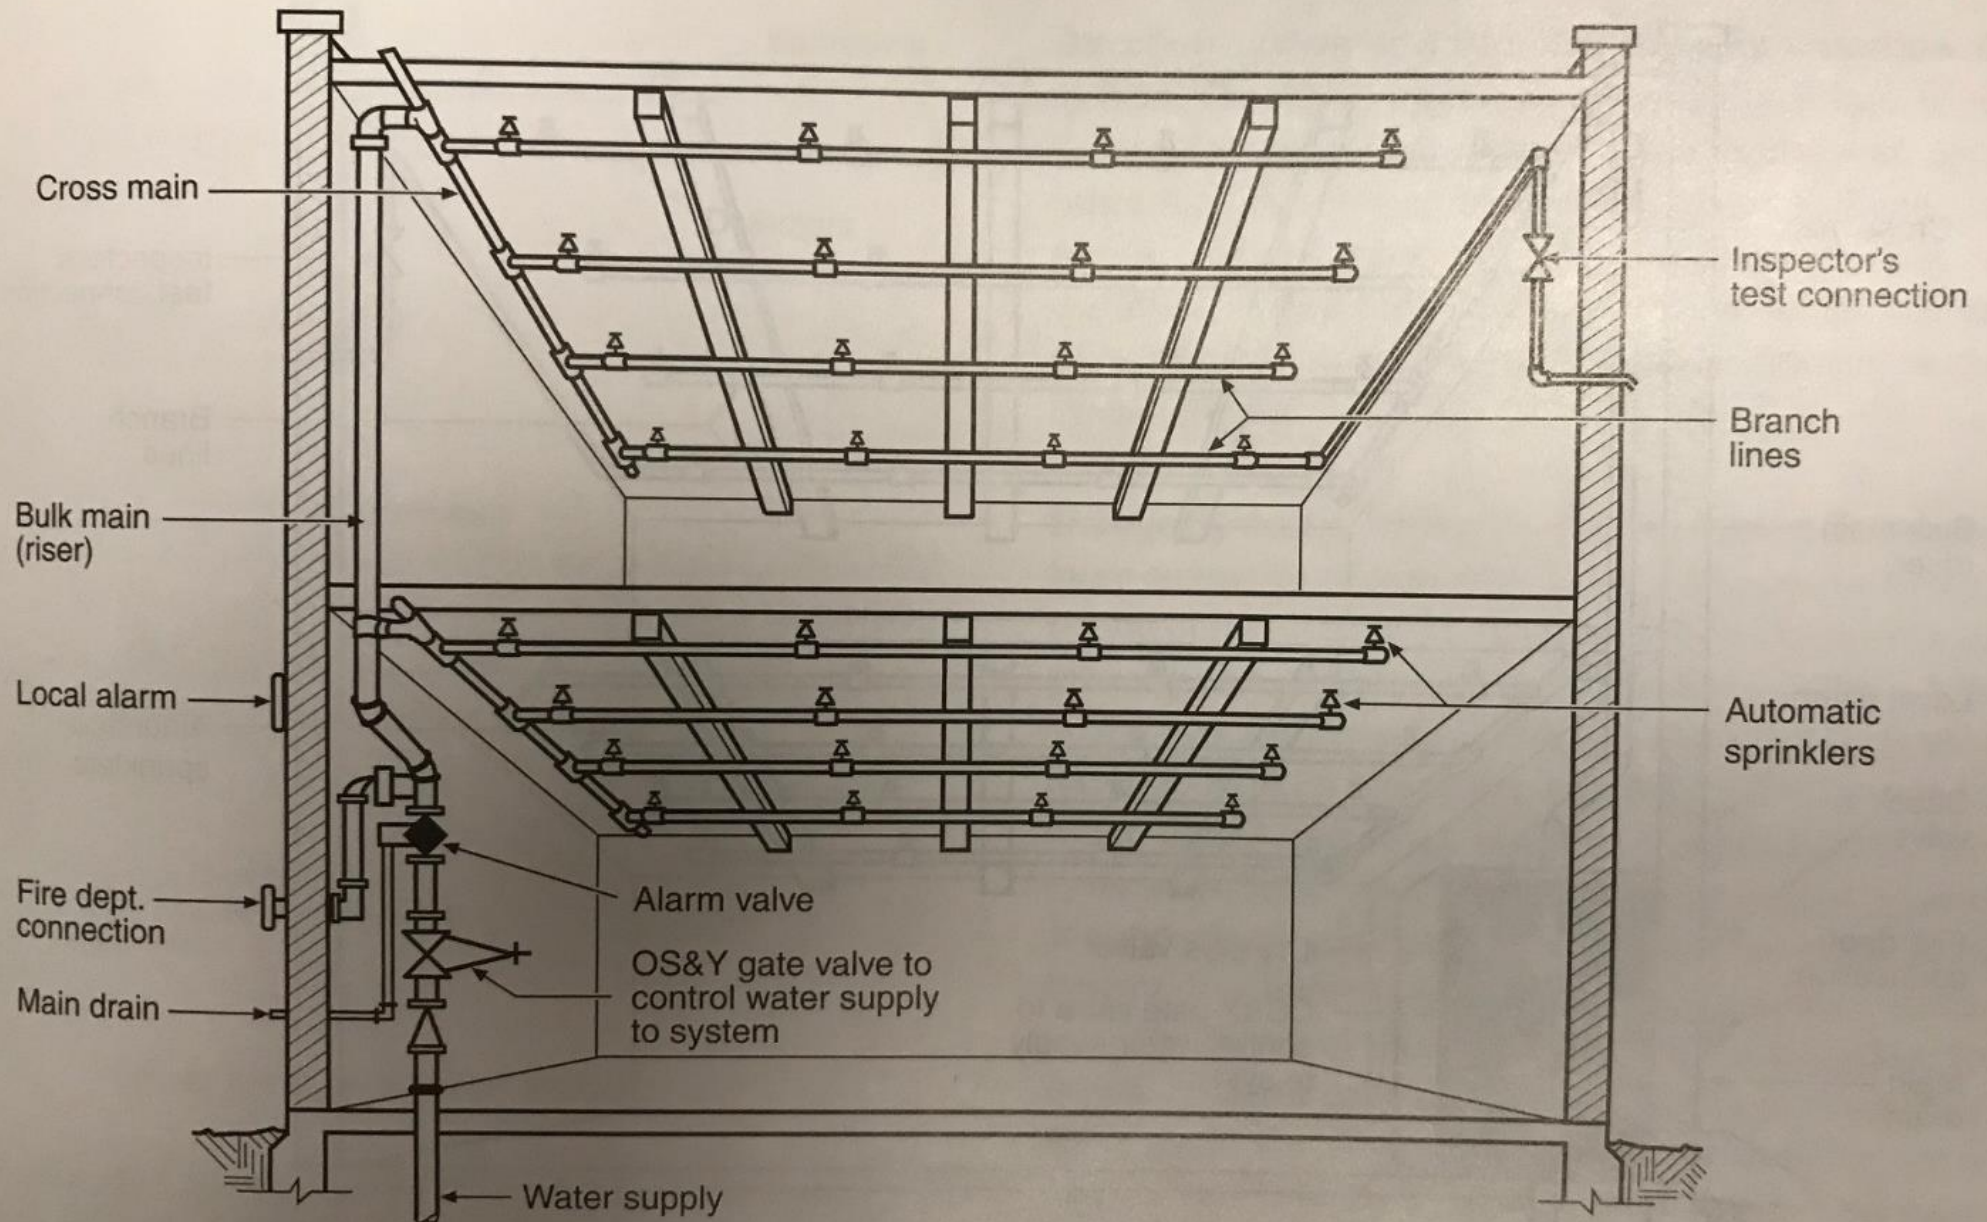 Cross main
Inspector's
test connection
Branch
lines
Bulk main
(riser)
Local alarm
Automatic
sprinklers
Fire dept.
connection
Alarm valve
OS&Y gate valve to
control water supply
to system
Main drain
Water supply